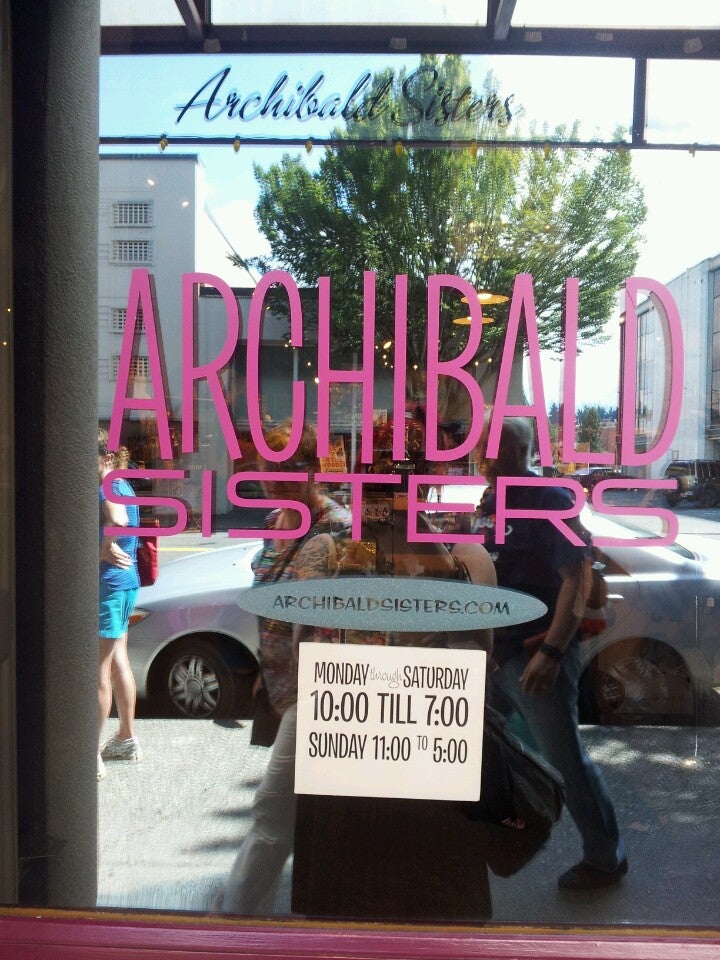 Archibald Sisters
ARCHIBALD
SISTERS
ARCHIBALDSISTERS.COM
MONDAY through SATURDAY
10:00 TILL 7:00
SUNDAY 11:00 TO 5:00